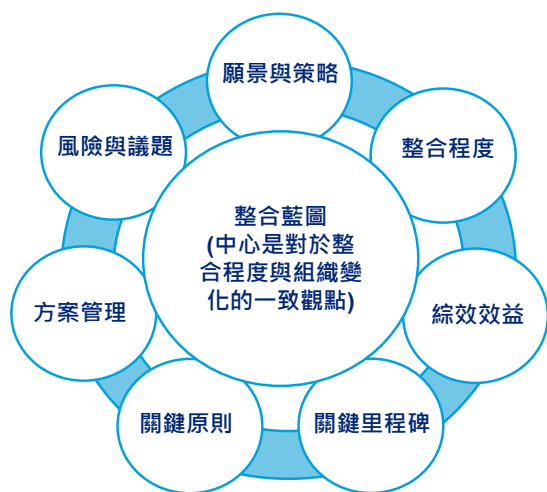 願景與策略
整合程度
綜效效益
關鍵里程碑
關鍵原則
方案管理
風險與議題
整合藍圖
(中心是對於整
合程度與組織變
化的一致觀點)